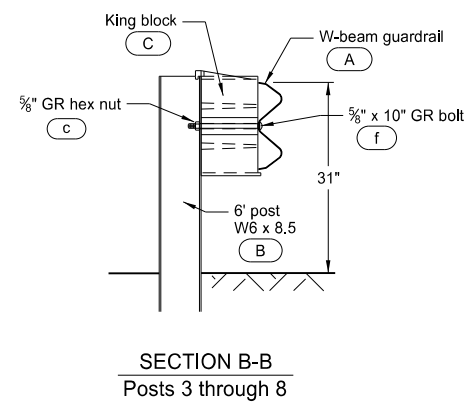 King block
C
W-beam guardrail
A
⅝" GR hex nut
c
⅝" x 10" GR bolt
f
31"
6' post
W6 x 8.5
B
SECTION B-B
Posts 3 through 8